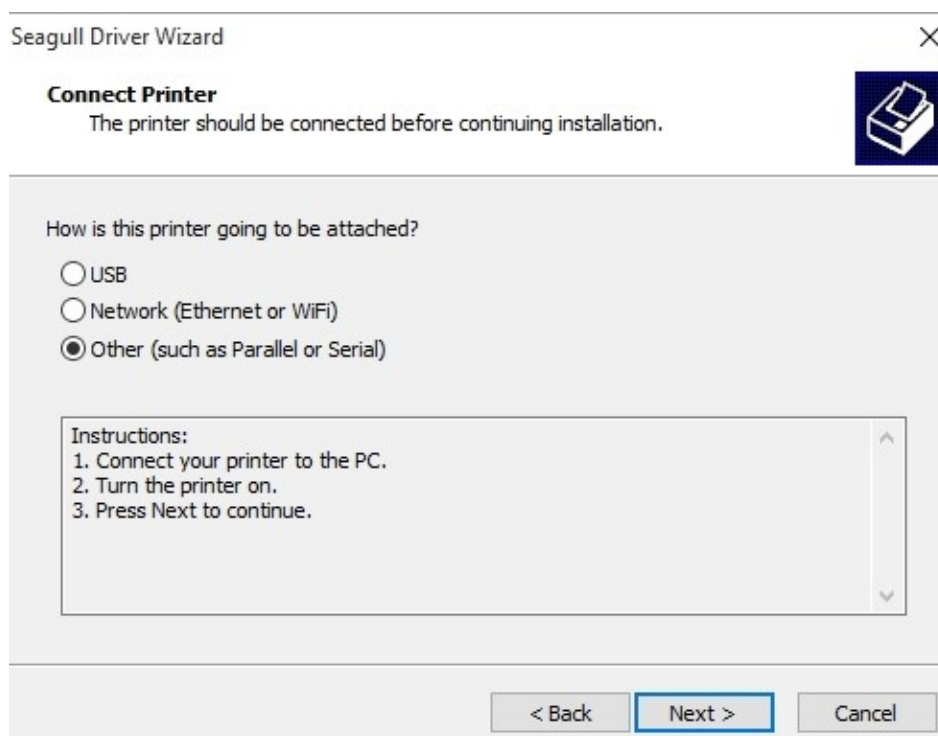 Seagull Driver Wizard
Connect Printer
The printer should be connected before continuing installation.
How is this printer going to be attached?
USB
Network (Ethernet or WiFi)
Other (such as Parallel or Serial)
Instructions:
1. Connect your printer to the PC.
2. Turn the printer on.
3. Press Next to continue.
< Back Next > Cancel